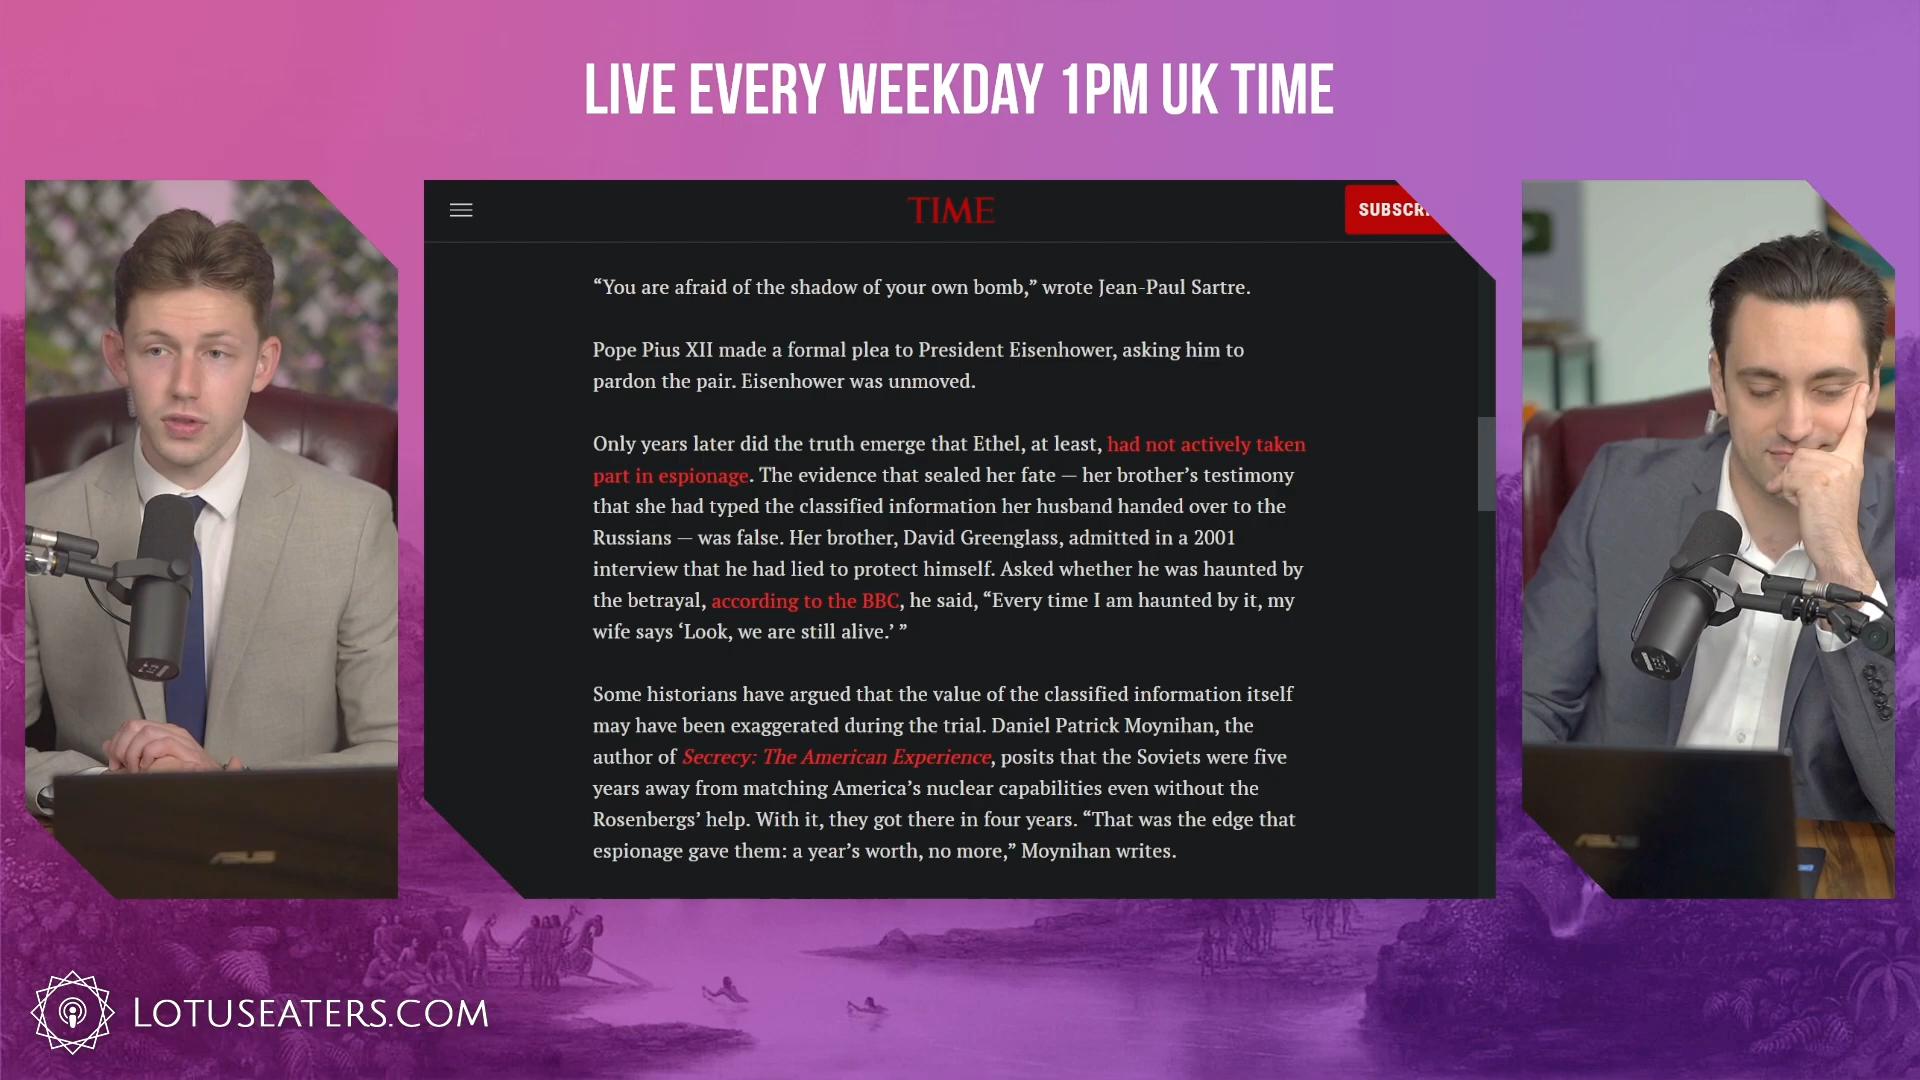 LIVE EVERY WEEKDAY 1PM UK TIME
TIME
SUBSCRI
“You are afraid of the shadow of your own bomb,” wrote Jean-Paul Sartre.
Pope Pius XII made a formal plea to President Eisenhower, asking him to
pardon the pair. Eisenhower was unmoved.
Only years later did the truth emerge that Ethel, at least, had not actively taken
part in espionage. The evidence that sealed her fate — her brother’s testimony
that she had typed the classified information her husband handed over to the
Russians — was false. Her brother, David Greenglass, admitted in a 2001
interview that he had lied to protect himself. Asked whether he was haunted by
the betrayal, according to the BBC, he said, “Every time I am haunted by it, my
wife says ‘Look, we are still alive.’ ”
Some historians have argued that the value of the classified information itself
may have been exaggerated during the trial. Daniel Patrick Moynihan, the
author of Secrecy: The American Experience, posits that the Soviets were five
years away from matching America’s nuclear capabilities even without the
Rosenbergs’ help. With it, they got there in four years. “That was the edge that
espionage gave them: a year’s worth, no more,” Moynihan writes.
ASUS
ASUS
LOTUSEATERS.COM